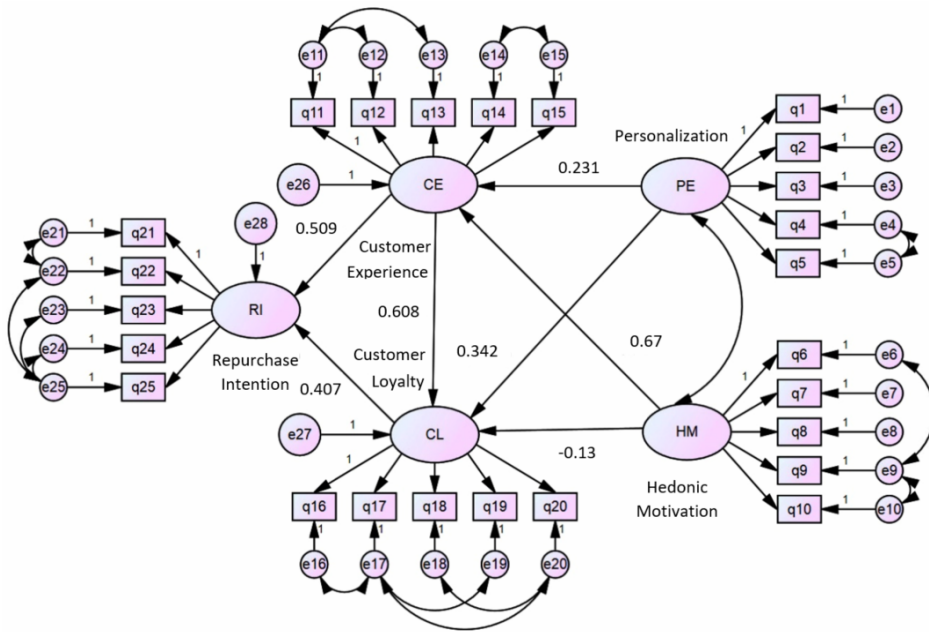 e11 e12 e13 e14 e15
1 1 1 1 1
q11 q12 q13 q14 q15
1
CE
e26 1
0.231
Personalization
PE
1
q1 1 e1
q2 1 e2
q3 1 e3
q4 1 e4
q5 1 e5
e28
1
0.509
Customer
Experience
0.608
e21 1 q21
e22 1 q22
e23 1 q23
e24 1 q24
e25 1 q25
1
RI
Repurchase
Intention
0.407
Customer
Loyalty
0.342
0.67
e27 1
CL
1
-0.13
HM
Hedonic
Motivation
1
q6 1 e6
q7 1 e7
q8 1 e8
q9 1 e9
q10 1 e10
q16 q17 q18 q19 q20
1 1 1 1 1
e16 e17 e18 e19 e20